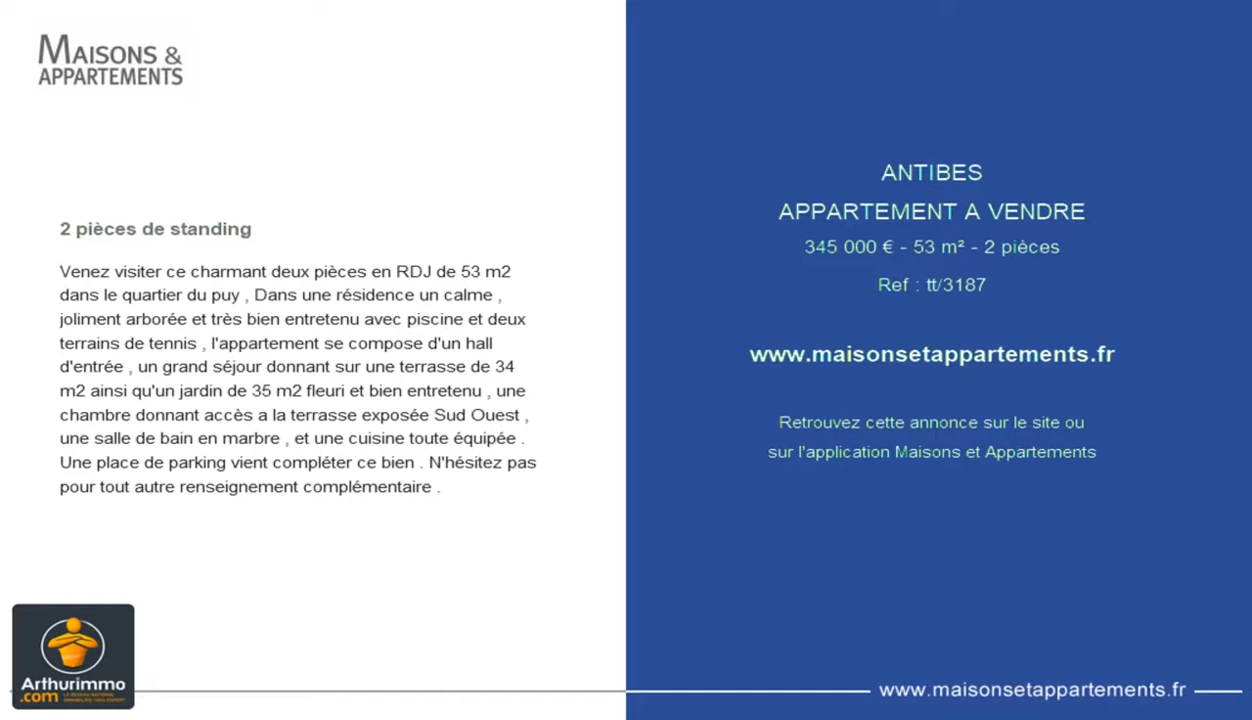 MAISONS &
APPARTEMENTS
2 pièces de standing
Venez visiter ce charmant deux pièces en RDJ de 53 m2
dans le quartier du puy , Dans une résidence un calme ,
joliment arborée et très bien entretenu avec piscine et deux
terrains de tennis , l'appartement se compose d'un hall
d'entrée , un grand séjour donnant sur une terrasse de 34
m2 ainsi qu'un jardin de 35 m2 fleuri et bien entretenu , une
chambre donnant accès a la terrasse exposée Sud Ouest ,
une salle de bain en marbre , et une cuisine toute équipée .
Une place de parking vient compléter ce bien . N'hésitez pas
pour tout autre renseignement complémentaire .
ANTIBES
APPARTEMENT A VENDRE
345 000 € - 53 m² - 2 pièces
Ref : tt/3187
www.maisonsetappartements.fr
Retrouvez cette annonce sur le site ou
sur l'application Maisons et Appartements
Arthurimmo
.com
www.maisonsetappartements.fr